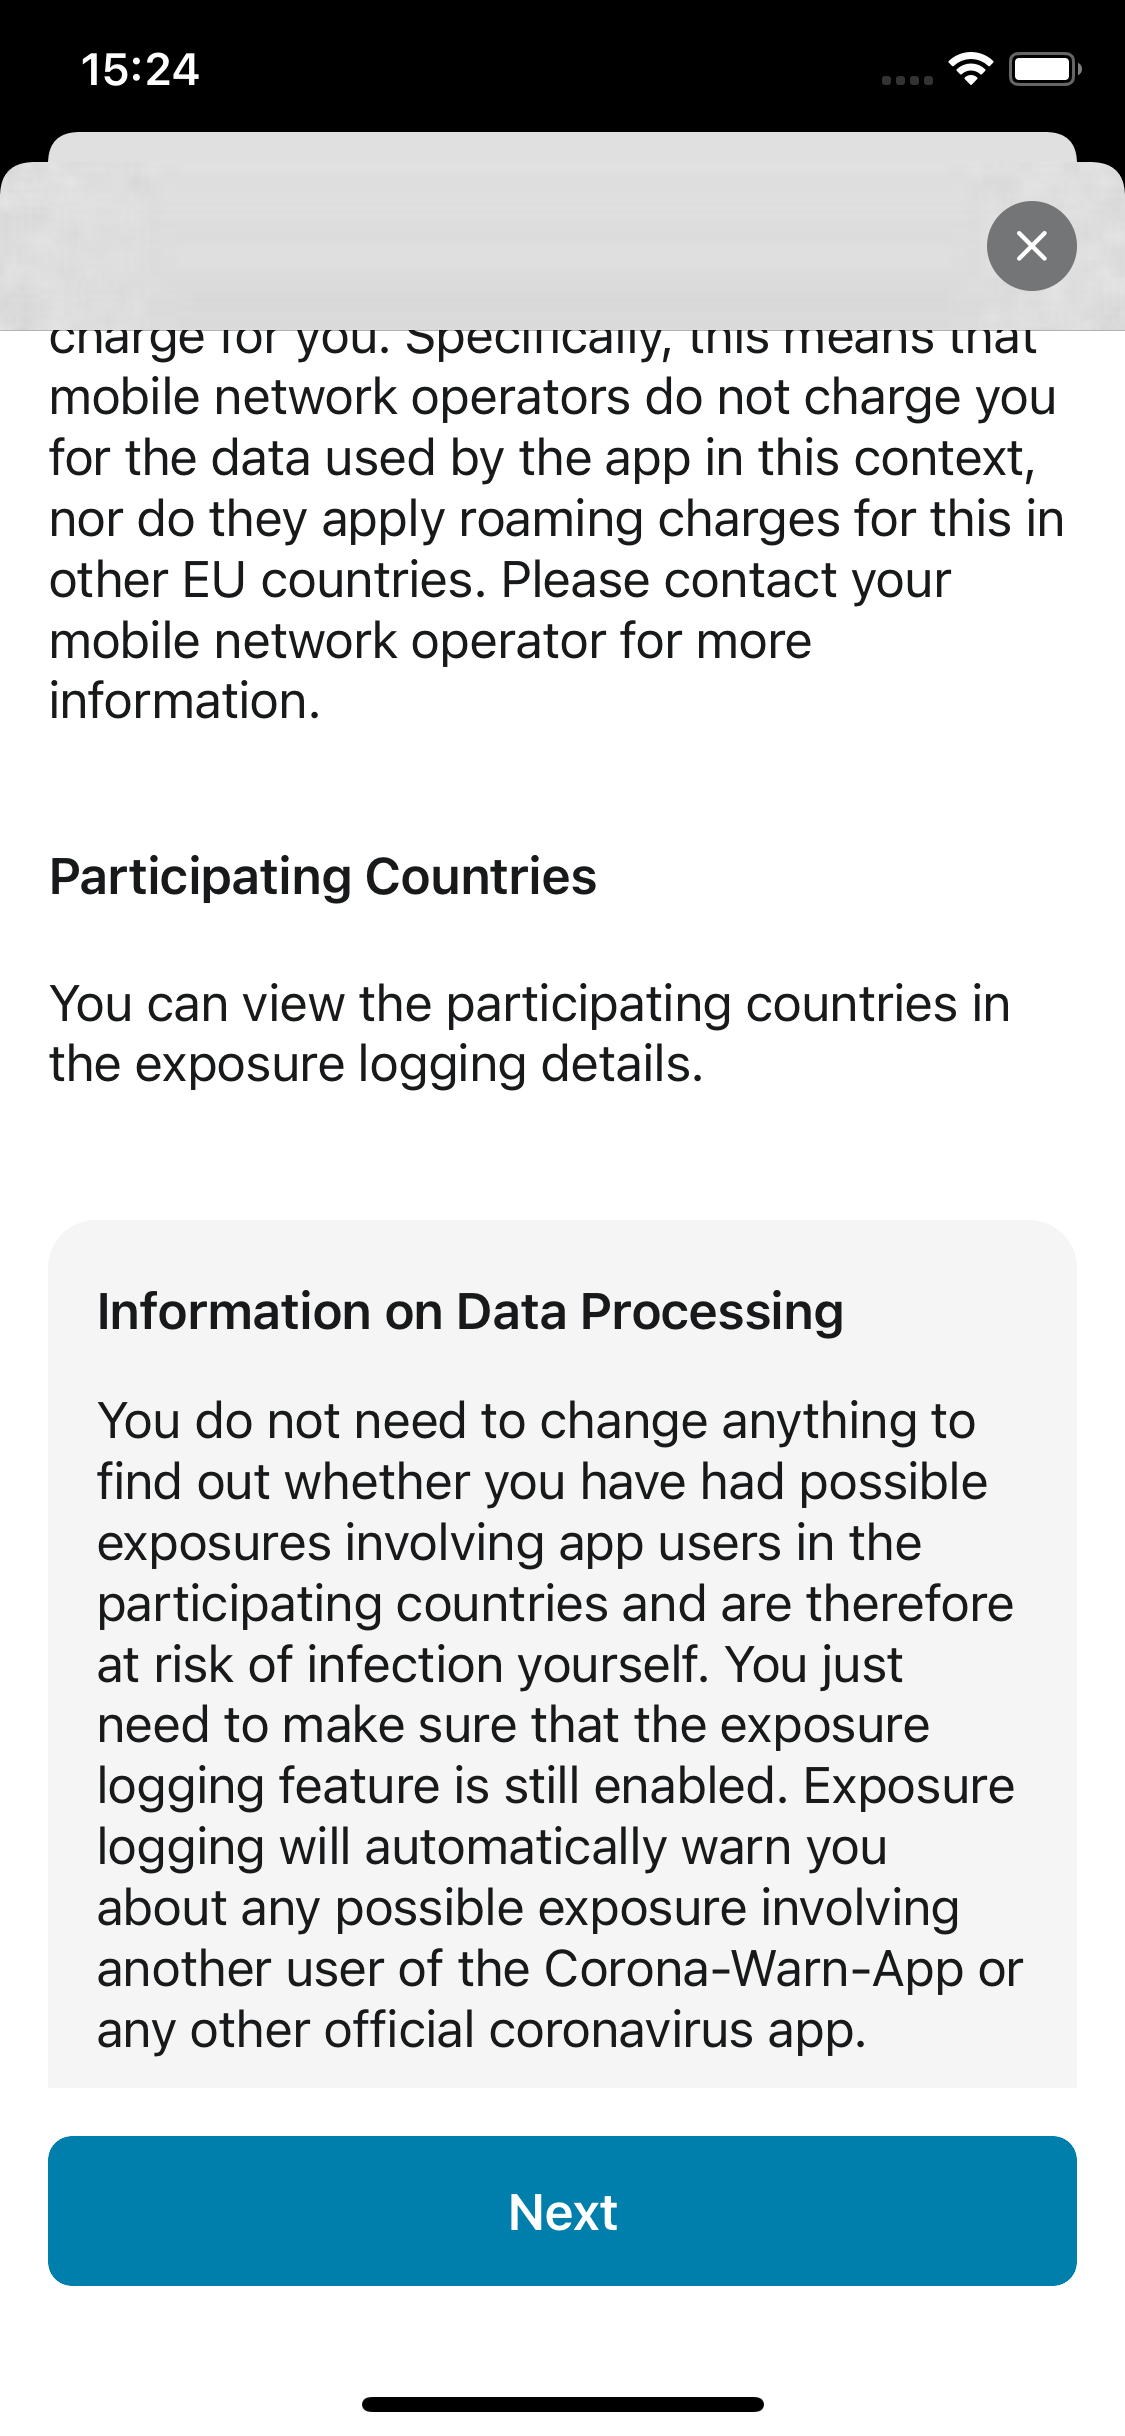 15:24
charge for you. Specifically, this means that
mobile network operators do not charge you
for the data used by the app in this context,
nor do they apply roaming charges for this in
other EU countries. Please contact your
mobile network operator for more
information.
Participating Countries
You can view the participating countries in
the exposure logging details.
Information on Data Processing
You do not need to change anything to
find out whether you have had possible
exposures involving app users in the
participating countries and are therefore
at risk of infection yourself. You just
need to make sure that the exposure
logging feature is still enabled. Exposure
logging will automatically warn you
about any possible exposure involving
another user of the Corona-Warn-App or
any other official coronavirus app.
Next